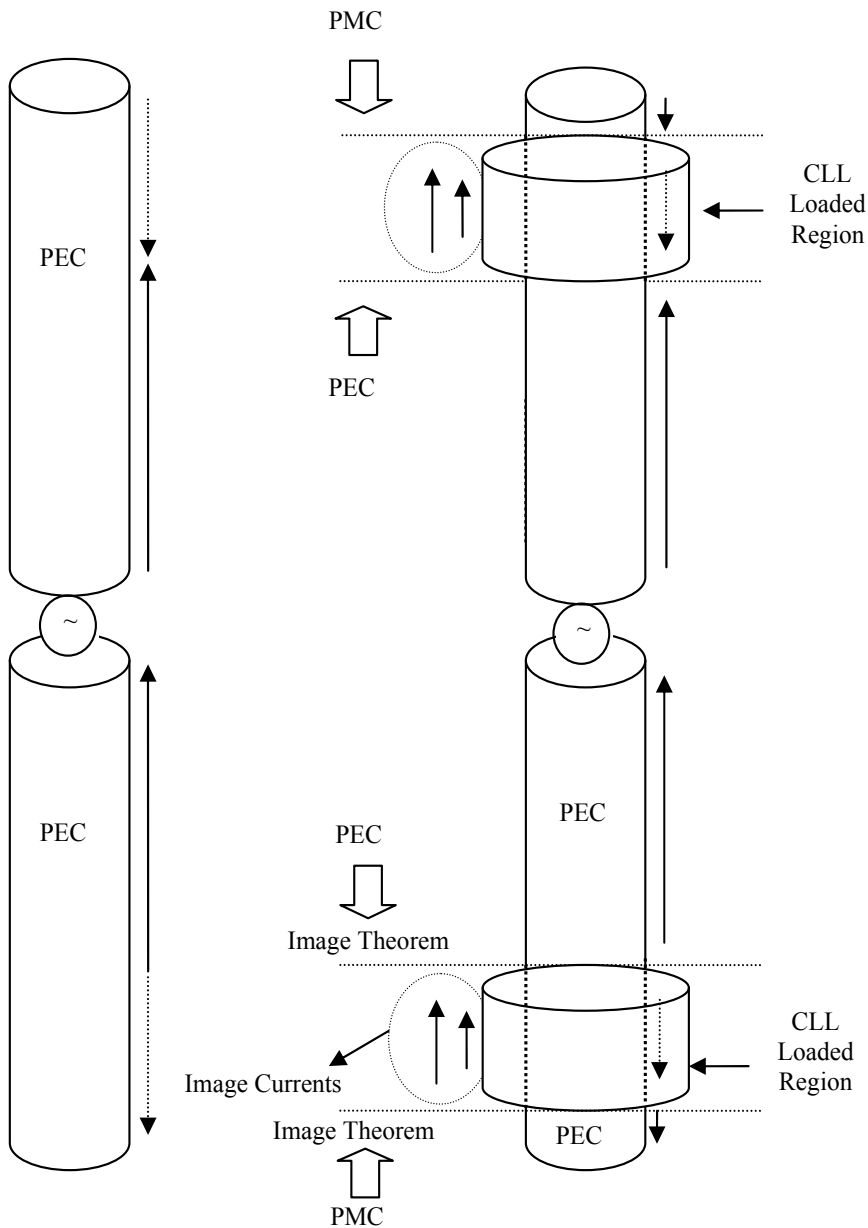 PMC
CLL
Loaded
Region
PEC
PEC
~
~
PEC
PEC
PEC
Image Theorem
CLL
Loaded
Region
Image Currents
Image Theorem
PEC
PMC